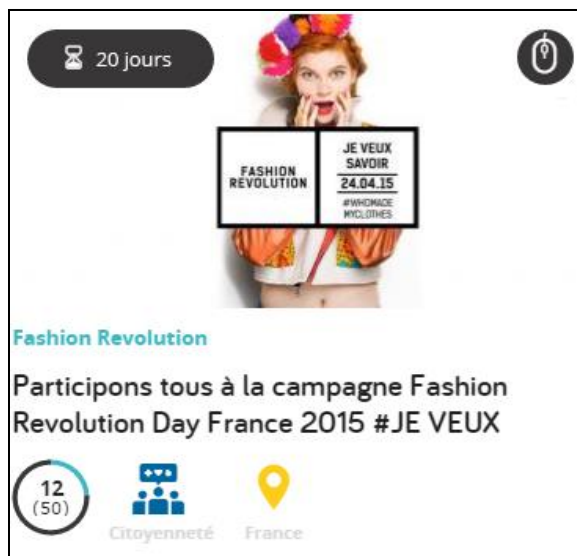 20 jours
FASHION
REVOLUTION
JE VEUX
SAVOIR
24.04.15
#WHOMADE
MYCLOTHES
Fashion Revolution
Participons tous à la campagne Fashion
Revolution Day France 2015 #JE VEUX
12
(50)
Citoyenneté
France